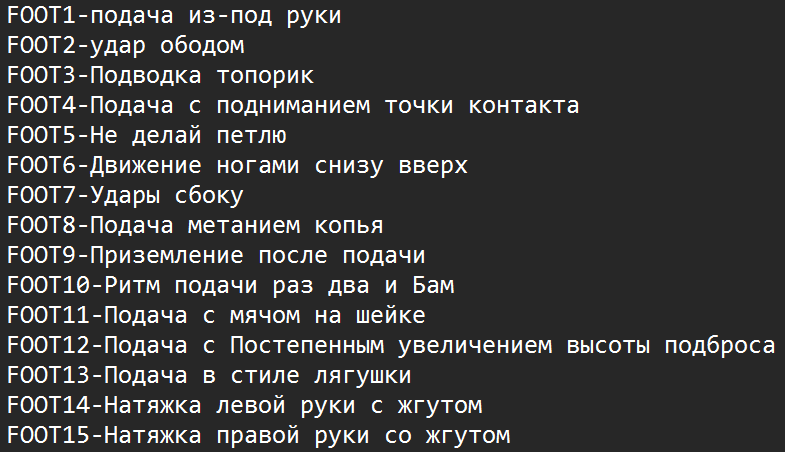 FOOT1-подача из-под руки
FOOT2-удар ободом
FOOT3-Подводка топорик
FOOT4-Подача с подниманием точки контакта
FOOT5-Не делай петлю
FOOT6-Движение ногами снизу вверх
FOOT7-Удары сбоку
FOOT8-Подача метанием копья
FOOT9-Приземление после подачи
FOOT10-Ритм подачи раз два и Бам
FOOT11-Подача с мячом на шейке
FOOT12-Подача с Постепенным увеличением высоты подброса
FOOT13-Подача в стиле лягушки
FOOT14-Натяжка левой руки с жгутом
FOOT15-Натяжка правой руки со жгутом